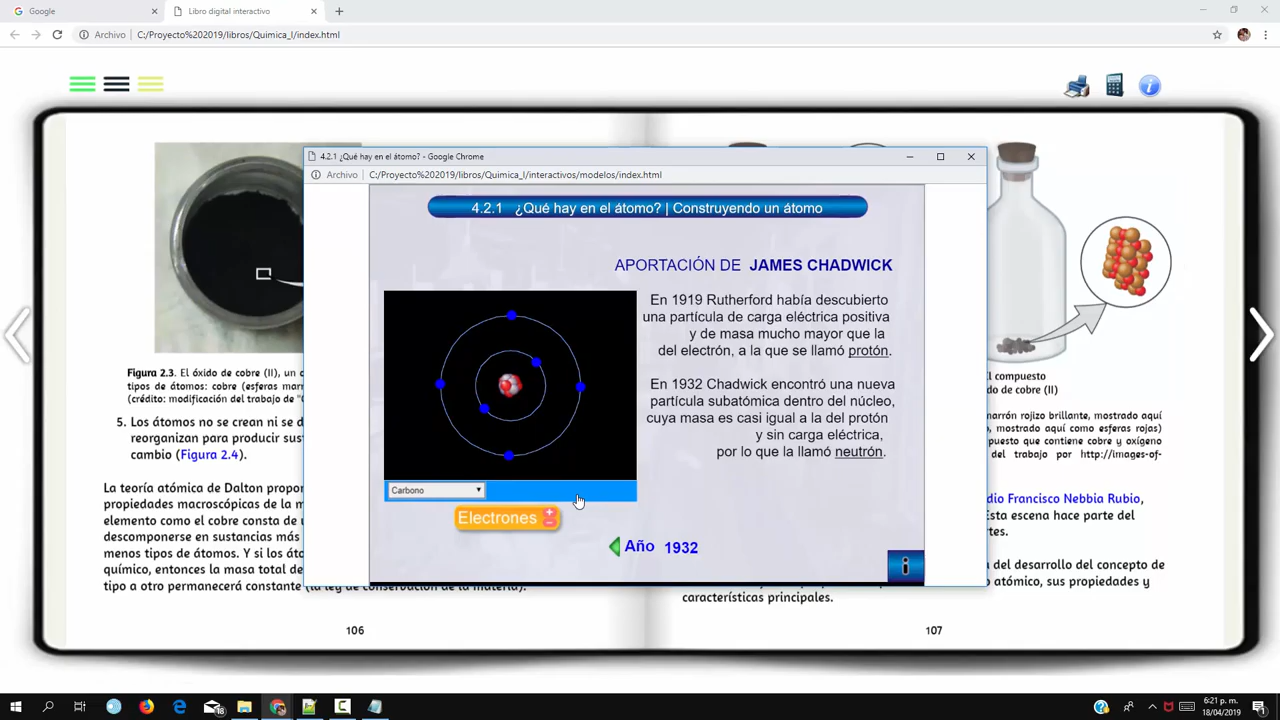 Google
Libro digital interactivo
Archivo
C:/Proyecto%202019/libros/Quimica_I/index.html
Figura 2.3. El óxido de cobre (II), un c
tipos de átomos: cobre (esferas marr
(crédito: modificación del trabajo de "C
5. Los átomos no se crean ni se d
reorganizan para producir sust
cambio (Figura 2.4).
La teoría atómica de Dalton propor
propiedades macroscópicas de la m
elemento como el cobre consta de u
descomponerse en sustancias más
menos tipos de átomos. Y si los áto
químico, entonces la masa total de
tipo a otro permanecerá constante (la ley de conservación de la materia).
106
4.2.1 ¿Qué hay en el átomo? - Google Chrome
Archivo
C:/Proyecto%202019/libros/Quimica_I/interactivos/modelos/index.html
4.2.1 ¿Qué hay en el átomo? | Construyendo un átomo
APORTACIÓN DE JAMES CHADWICK
En 1919 Rutherford había descubierto
una partícula de carga eléctrica positiva
y de masa mucho mayor que la
del electrón, a la que se llamó protón.
En 1932 Chadwick encontró una nueva
partícula subatómica dentro del núcleo,
cuya masa es casi igual a la del protón
y sin carga eléctrica,
por lo que la llamó neutrón.
Carbono
Electrones
Año 1932
l compuesto
do de cobre (II)
marrón rojizo brillante, mostrado aquí
, mostrado aquí como esferas rojas)
puesto que contiene cobre y oxígeno
del trabajo por http://images-of-
dio Francisco Nebbia Rubio,
Esta escena hace parte del
tes.
a del desarrollo del concepto de
o atómico, sus propiedades y
características principales.
107
18
6:21 p. m.
18/04/2019
1